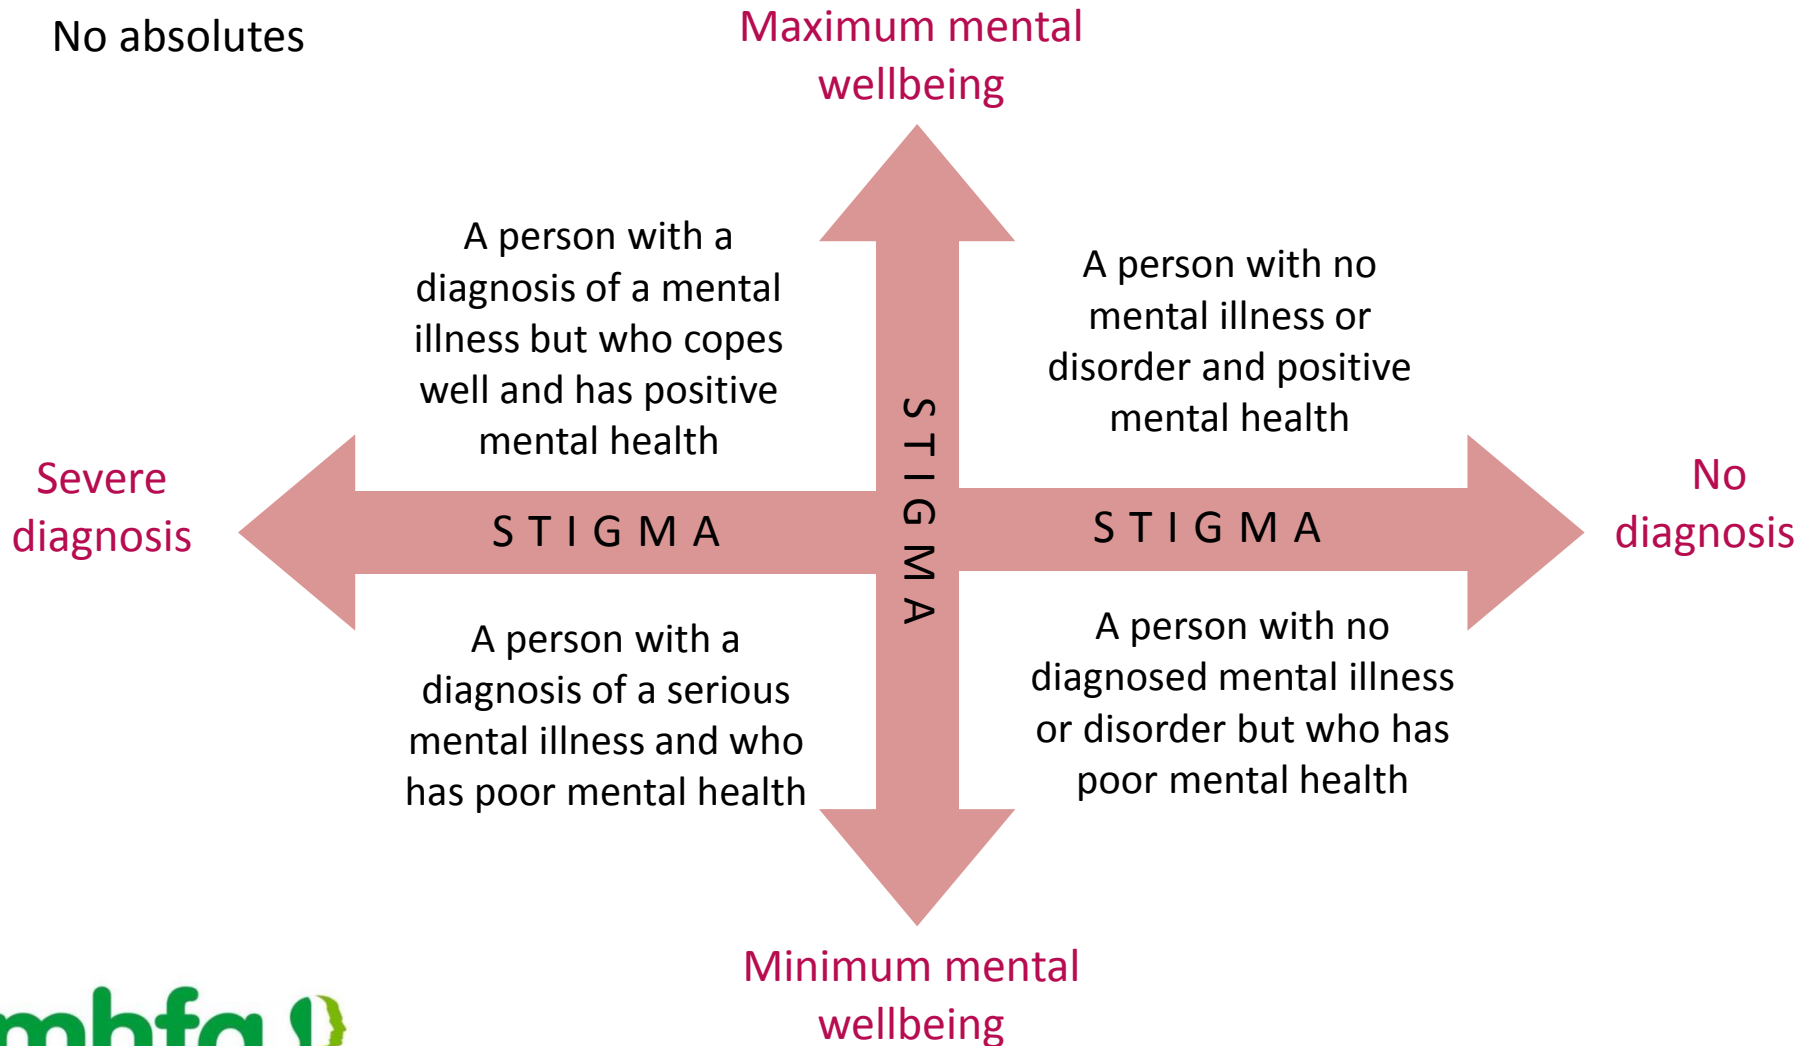 No absolutes
Maximum mental
wellbeing
A person with a
diagnosis of a mental
illness but who copes
well and has positive
mental health
A person with no
mental illness or
disorder and positive
mental health
Severe
diagnosis
STIGMA
STIGMA
STIGMA
No
diagnosis
A person with a
diagnosis of a serious
mental illness and who
has poor mental health
A person with no
diagnosed mental illness
or disorder but who has
poor mental health
Minimum mental
wellbeing
mhfa